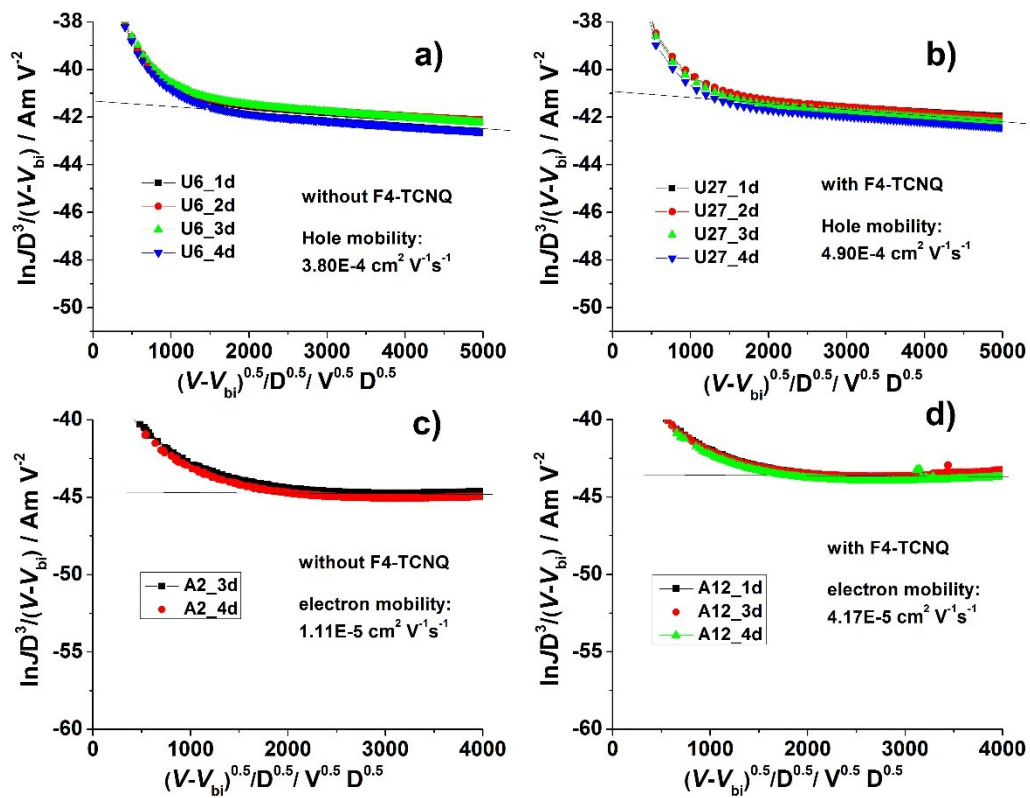 a)
lnJD³/(V-Vbi) / Am V⁻²
-38
-40
-42
-44
-46
-48
-50
U6_1d
U6_2d
U6_3d
U6_4d
without F4-TCNQ
Hole mobility:
3.80E-4 cm² V⁻¹s⁻¹
0 1000 2000 3000 4000 5000
(V-Vbi)⁰·⁵/D⁰·⁵/ V⁰·⁵ D⁰·⁵
b)
lnJD³/(V-Vbi) / Am V⁻²
-38
-40
-42
-44
-46
-48
-50
U27_1d
U27_2d
U27_3d
U27_4d
with F4-TCNQ
Hole mobility:
4.90E-4 cm² V⁻¹s⁻¹
0 1000 2000 3000 4000 5000
(V-Vbi)⁰·⁵/D⁰·⁵/ V⁰·⁵ D⁰·⁵
c)
lnJD³/(V-Vbi) / Am V⁻²
-40
-45
-50
-55
-60
A2_3d
A2_4d
without F4-TCNQ
electron mobility:
1.11E-5 cm² V⁻¹s⁻¹
0 1000 2000 3000 4000
(V-Vbi)⁰·⁵/D⁰·⁵/ V⁰·⁵ D⁰·⁵
d)
lnJD³/(V-Vbi) / Am V⁻²
-40
-45
-50
-55
-60
A12_1d
A12_3d
A12_4d
with F4-TCNQ
electron mobility:
4.17E-5 cm² V⁻¹s⁻¹
0 1000 2000 3000 4000
(V-Vbi)⁰·⁵/D⁰·⁵/ V⁰·⁵ D⁰·⁵